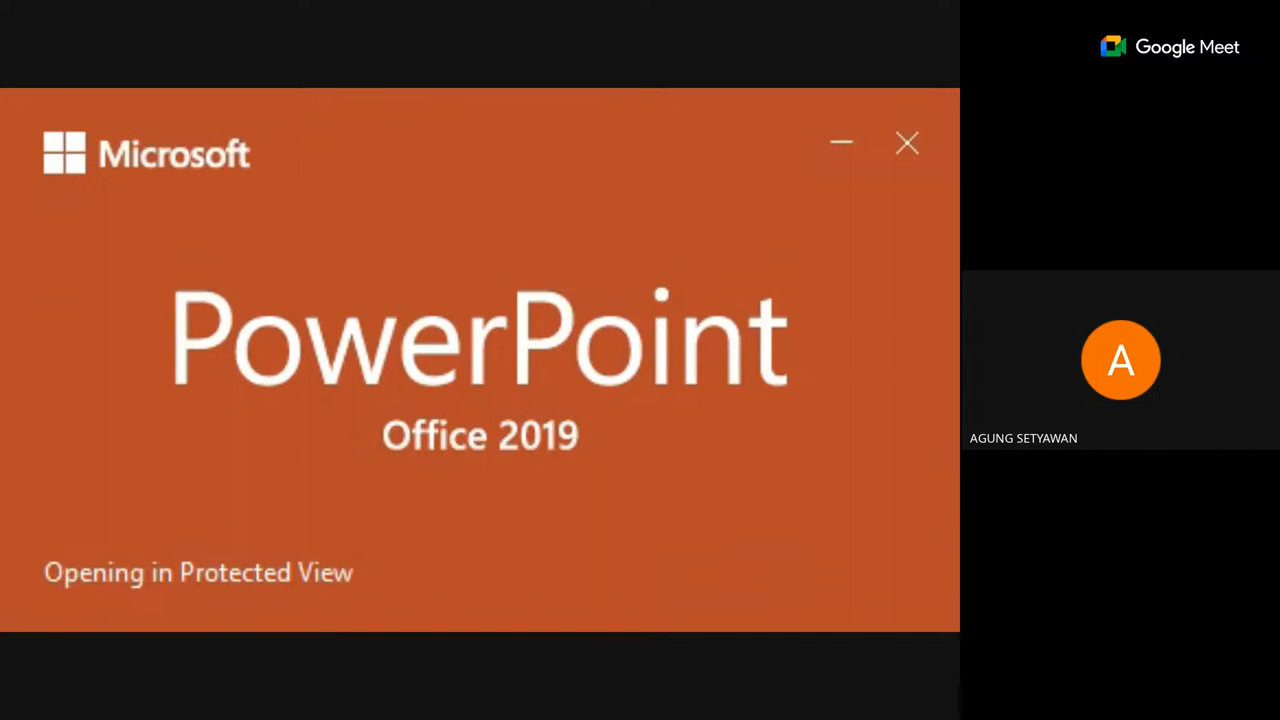 Google Meet
Microsoft
PowerPoint
Office 2019
Opening in Protected View
A
AGUNG SETYAWAN